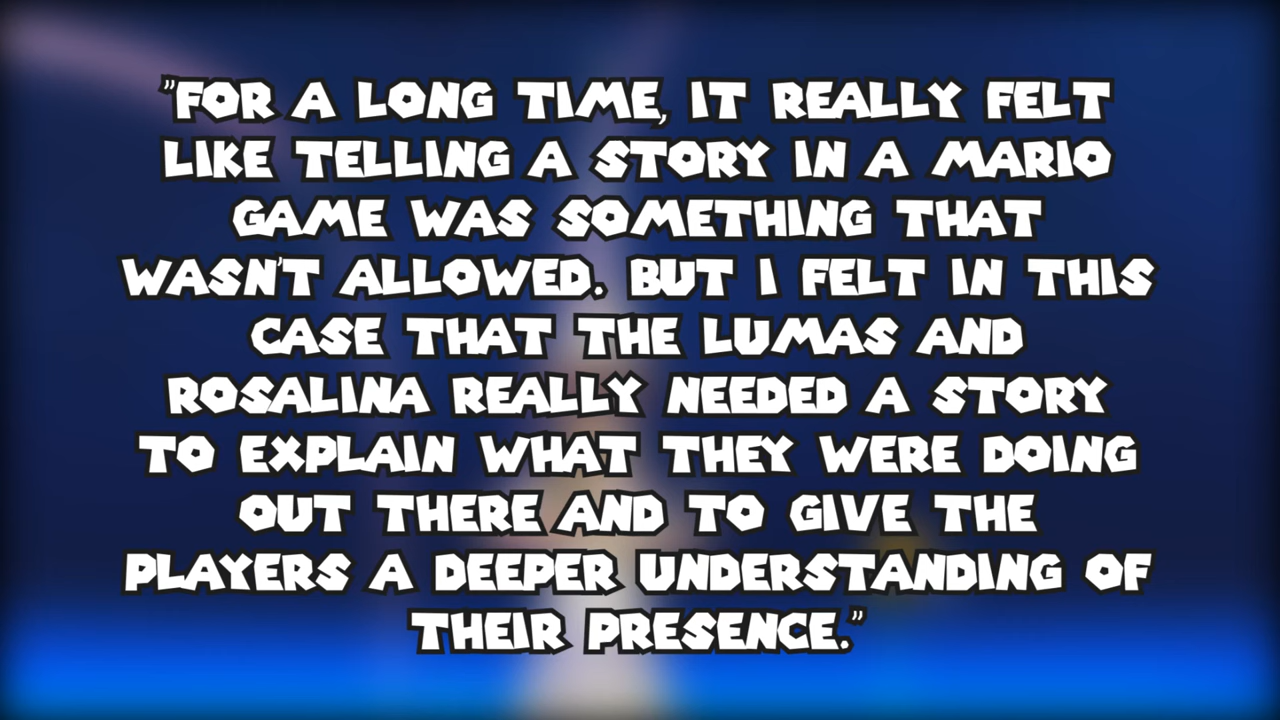 "FOR A LONG TIME, IT REALLY FELT
LIKE TELLING A STORY IN A MARIO
GAME WAS SOMETHING THAT
WASN'T ALLOWED. BUT I FELT IN THIS
CASE THAT THE LUMAS AND
ROSALINA REALLY NEEDED A STORY
TO EXPLAIN WHAT THEY WERE DOING
OUT THERE AND TO GIVE THE
PLAYERS A DEEPER UNDERSTANDING OF
THEIR PRESENCE."